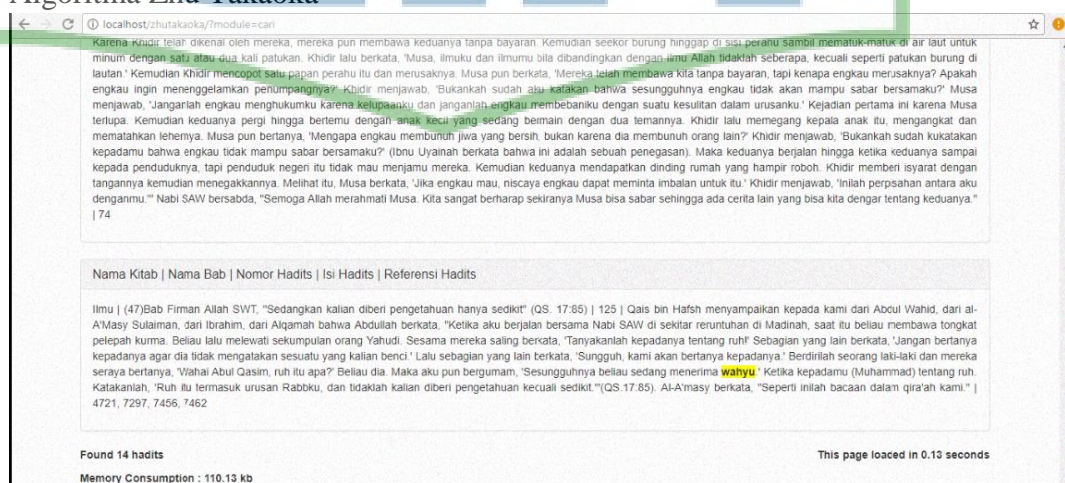 Algoritma Zhu Takaoka
localhost/zhutakaoka/?module=cari
Karena Khidir telah dikenal oleh mereka, mereka pun membawa keduanya tanpa bayaran. Kemudian seekor burung hinggap di sisi perahu sambil mematuk-matuk di air laut untuk
minum dengan satu atau dua kali patukan. Khidir lalu berkata, 'Musa, ilmuku dan ilmumu bila dibandingkan dengan ilmu Allah tidaklah seberapa, kecuali seperti patukan burung di
lautan.' Kemudian Khidir mencopot satu papan perahu itu dan merusaknya. Musa pun berkata, 'Mereka telah membawa kita tanpa bayaran, tapi kenapa engkau merusaknya? Apakah
engkau ingin menenggelamkan penumpangnya?' Khidir menjawab, 'Bukankah sudah aku katakan bahwa sesungguhnya engkau tidak akan mampu sabar bersamaku?' Musa
menjawab, 'Janganlah engkau menghukumku karena kelupaanku dan janganlah engkau membebaniku dengan suatu kesulitan dalam urusanku.' Kejadian pertama ini karena Musa
terlupa. Kemudian keduanya pergi hingga bertemu dengan anak kecil yang sedang bermain dengan dua temannya. Khidir lalu memegang kepala anak itu, mengangkat dan
mematahkan lehernya. Musa pun bertanya, 'Mengapa engkau membunuh jiwa yang bersih, bukan karena dia membunuh orang lain?' Khidir menjawab, 'Bukankah sudah kukatakan
kepadamu bahwa engkau tidak mampu sabar bersamaku?' (Ibnu Uyainah berkata bahwa ini adalah sebuah penegasan). Maka keduanya berjalan hingga ketika keduanya sampai
kepada penduduknya, tapi penduduk negeri itu tidak mau menjamu mereka. Kemudian keduanya mendapatkan dinding rumah yang hampir roboh. Khidir memberi isyarat dengan
tangannya kemudian menegakkannya. Melihat itu, Musa berkata, 'Jika engkau mau, niscaya engkau dapat meminta imbalan untuk itu.' Khidir menjawab, 'Inilah perpisahan antara aku
denganmu.'" Nabi SAW bersabda, "Semoga Allah merahmati Musa. Kita sangat berharap sekiranya Musa bisa sabar sehingga ada cerita lain yang bisa kita dengar tentang keduanya."
| 74
Nama Kitab | Nama Bab | Nomor Hadits | Isi Hadits | Referensi Hadits
Ilmu | (47)Bab Firman Allah SWT, "Sedangkan kalian diberi pengetahuan hanya sedikit" (QS. 17:85) | 125 | Qais bin Hafsh menyampaikan kepada kami dari Abdul Wahid, dari al-
A'Masy Sulaiman, dari Ibrahim, dari Alqamah bahwa Abdullah berkata, "Ketika aku berjalan bersama Nabi SAW di sekitar reruntuhan di Madinah, saat itu beliau membawa tongkat
pelepah kurma. Beliau lalu melewati sekumpulan orang Yahudi. Sesama mereka saling berkata, 'Tanyakanlah kepadanya tentang ruh!' Sebagian yang lain berkata, 'Jangan bertanya
kepadanya agar dia tidak mengatakan sesuatu yang kalian benci.' Lalu sebagian yang lain berkata, 'Sungguh, kami akan bertanya kepadanya.' Berdirilah seorang laki-laki dan mereka
seraya bertanya, 'Wahai Abul Qasim, ruh itu apa?' Beliau dia. Maka aku pun bergumam, 'Sesungguhnya beliau sedang menerima wahyu.' Ketika kepadamu (Muhammad) tentang ruh.
Katakanlah, 'Ruh itu termasuk urusan Rabbku, dan tidaklah kalian diberi pengetahuan kecuali sedikit.'"(QS.17:85). Al-A'masy berkata, "Seperti inilah bacaan dalam qira'ah kami." |
4721, 7297, 7456, 7462
Found 14 hadits
This page loaced in 0.13 seconds
Memory Consumption : 110.13 kb